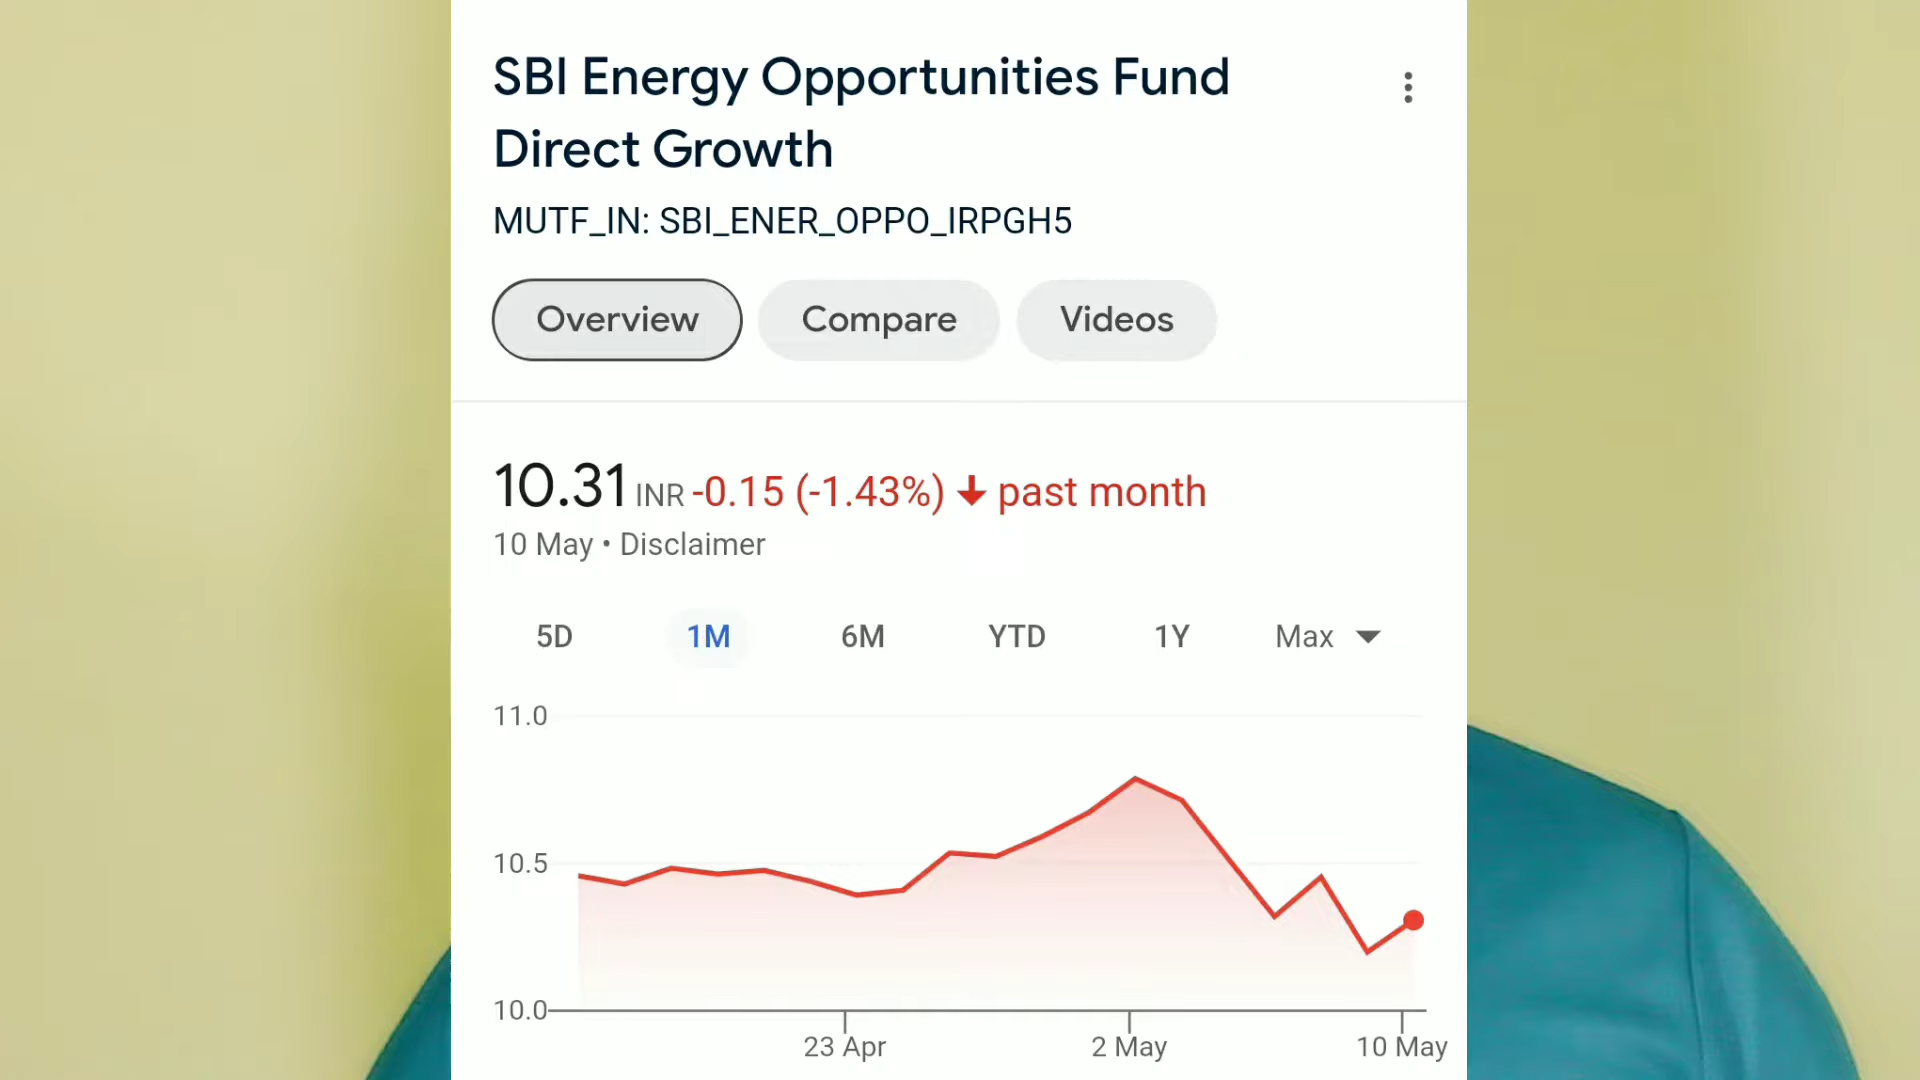 SBI Energy Opportunities Fund
Direct Growth
MUTF_IN: SBI_ENER_OPPO_IRPGH5
Overview Compare Videos
10.31 INR -0.15 (-1.43%) ↓ past month
10 May • Disclaimer
5D 1M 6M YTD 1Y Max
11.0
10.5
10.0
23 Apr 2 May 10 May